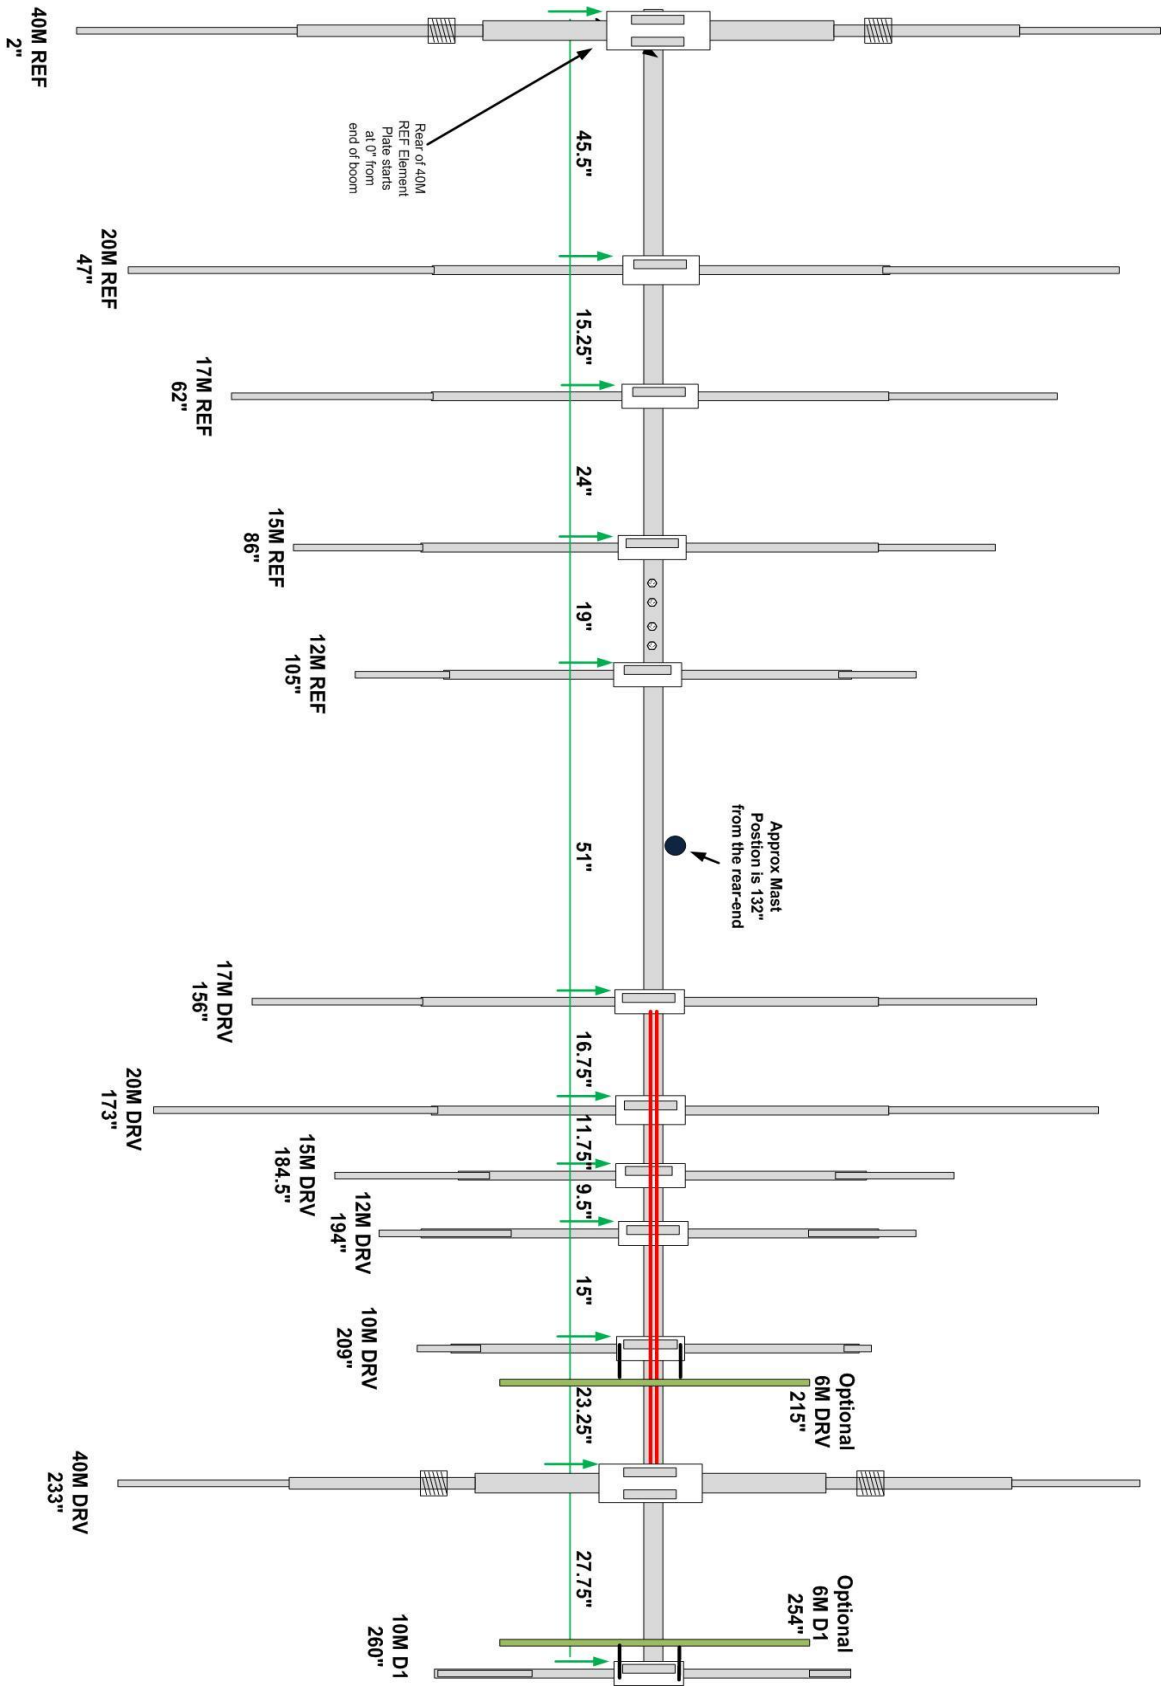 40M REF
2"
Rear of 40M
REF Element
Plate starts
at 0" from
end of boom
45.5"
20M REF
47"
15.25"
17M REF
62"
24"
15M REF
86"
19"
12M REF
105"
Approx Mast
Postion is 132"
from the rear-end
51"
17M DRV
156"
16.75"
20M DRV
173"
11.75"
15M DRV
184.5"
9.5"
12M DRV
194"
15"
10M DRV
209"
Optional
6M DRV
215"
23.25"
40M DRV
233"
27.75"
Optional
6M D1
254"
10M D1
260"